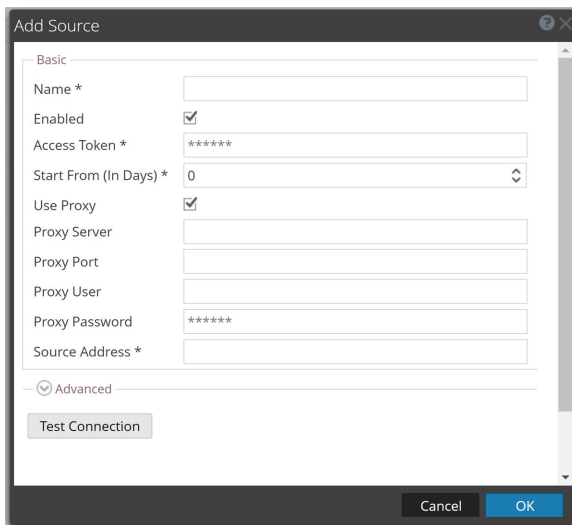 Add Source
Basic
Name *
Enabled
Access Token * ******
Start From (In Days) * 0
Use Proxy
Proxy Server
Proxy Port
Proxy User
Proxy Password ******
Source Address *
Advanced
Test Connection
Cancel OK